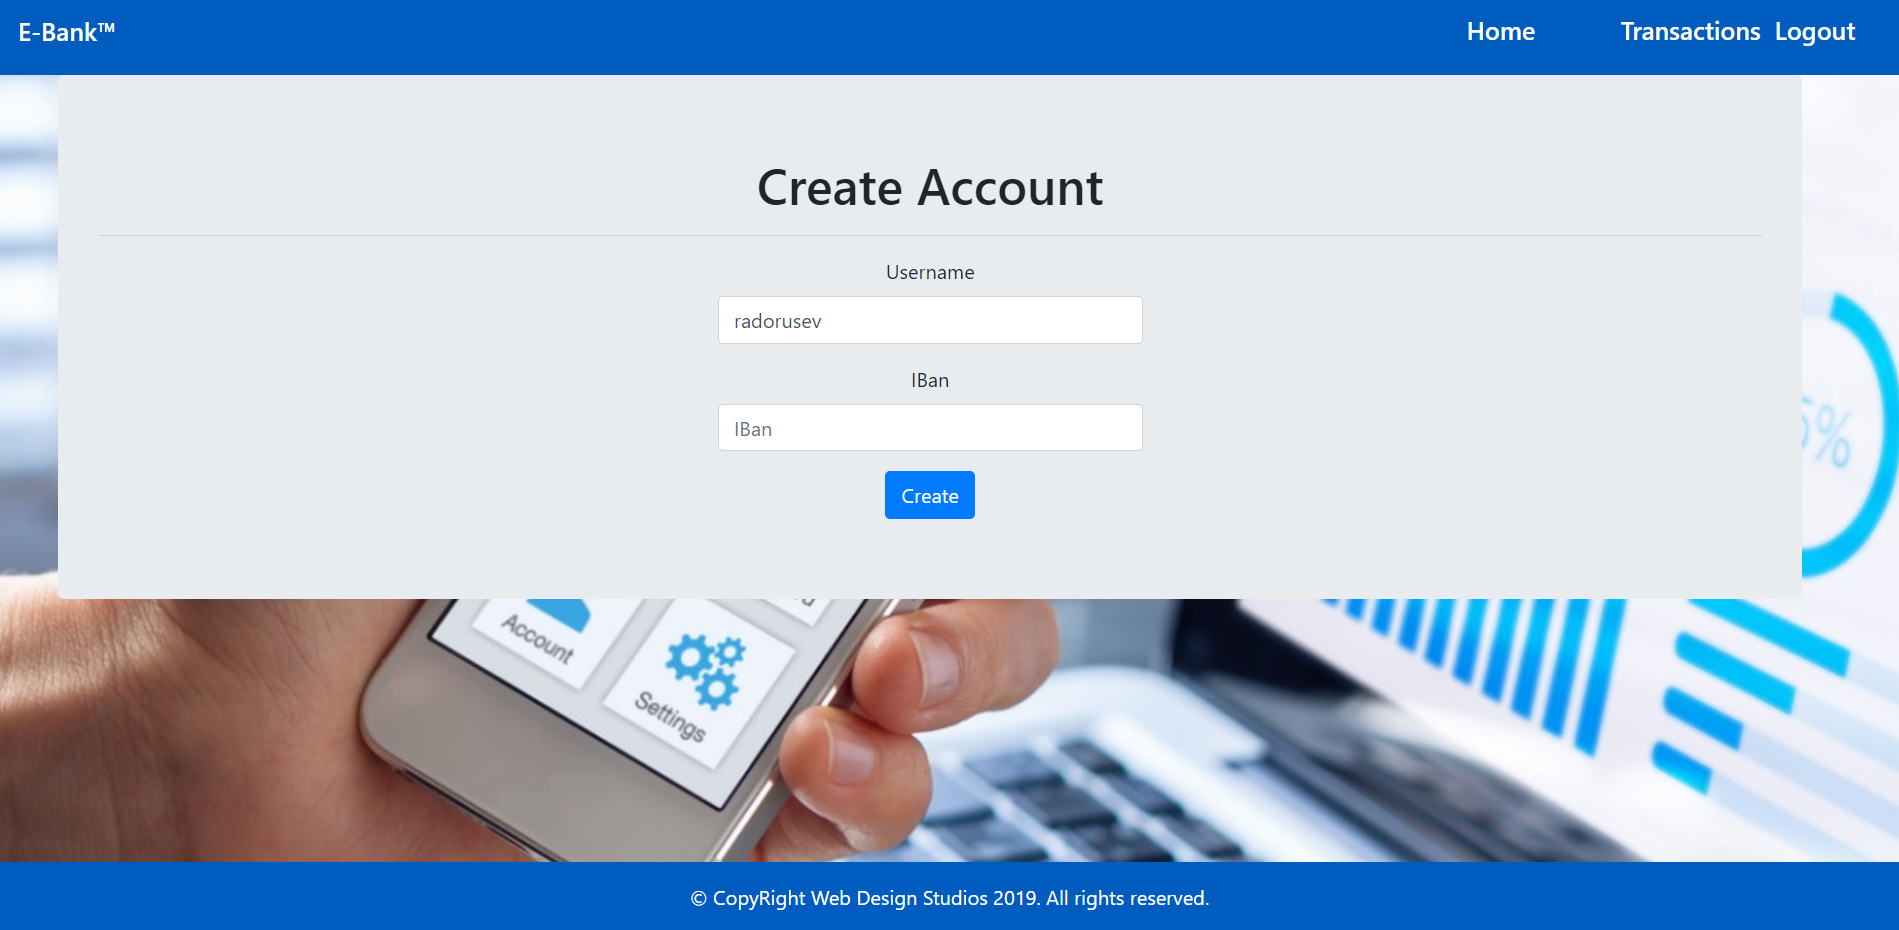 E-Bank™
Home Transactions Logout
Create Account
Username
radorusev
IBan
IBan
Create
5%
Account
Settings
© CopyRight Web Design Studios 2019. All rights reserved.